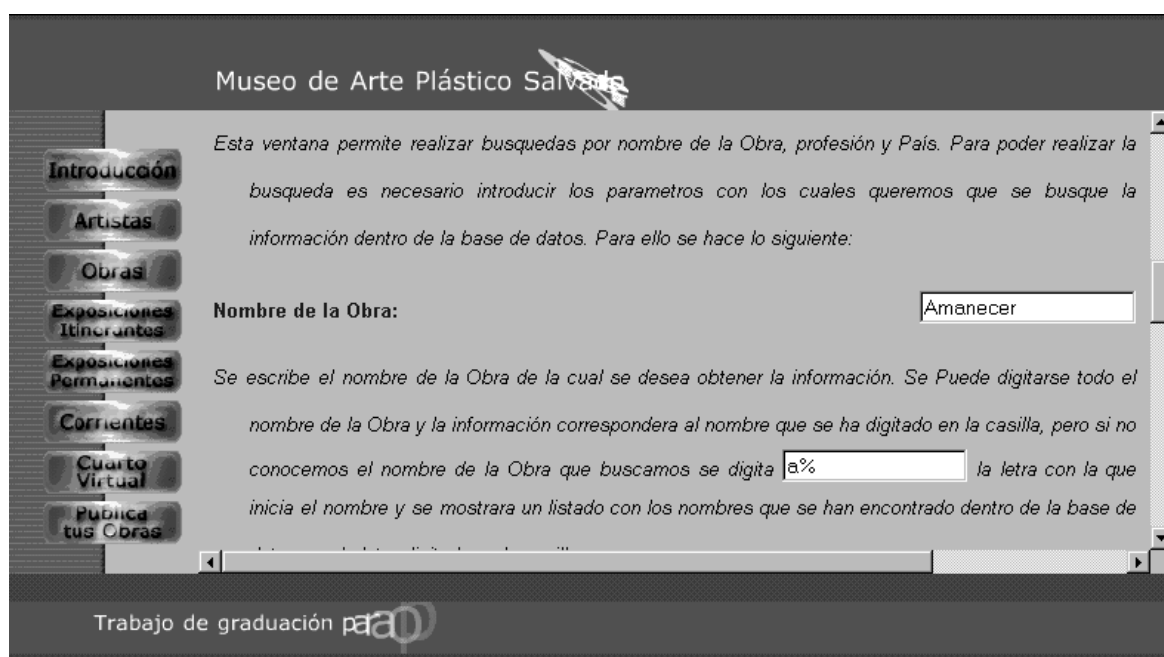 Museo de Arte Plástico Salvado
Esta ventana permite realizar busquedas por nombre de la Obra, profesión y País. Para poder realizar la
busqueda es necesario introducir los parametros con los cuales queremos que se busque la
información dentro de la base de datos. Para ello se hace lo siguiente:
Nombre de la Obra: Amanecer
Se escribe el nombre de la Obra de la cual se desea obtener la información. Se Puede digitarse todo el
nombre de la Obra y la información correspondera al nombre que se ha digitado en la casilla, pero si no
conocemos el nombre de la Obra que buscamos se digita a% la letra con la que
inicia el nombre y se mostrara un listado con los nombres que se han encontrado dentro de la base de
Introducción
Artistas
Obras
Exposiciones
Itinerantes
Exposiciones
Permanentes
Corrientes
Cuarto
Virtual
Publica
tus Obras
Trabajo de graduación